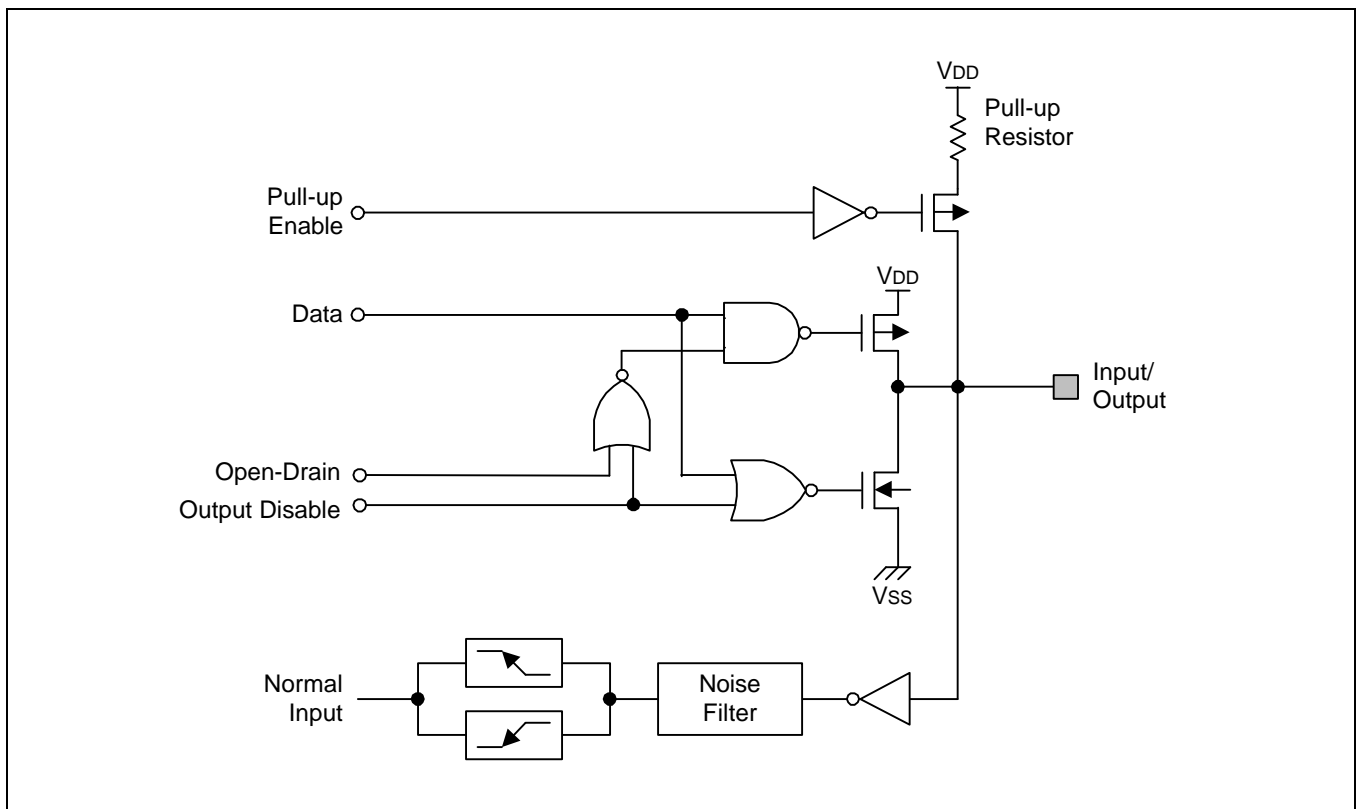 VDD
Pull-up
Resistor
Pull-up
Enable
VDD
Data
Input/
Output
Open-Drain
Output Disable
VSS
Normal
Input
Noise
Filter